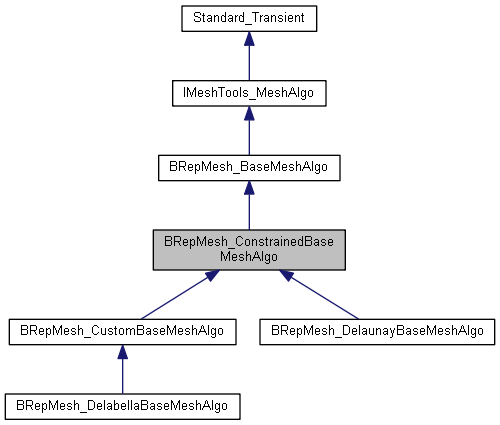 Standard_Transient
IMeshTools_MeshAlgo
BRepMesh_BaseMeshAlgo
BRepMesh_ConstrainedBase
MeshAlgo
BRepMesh_CustomBaseMeshAlgo
BRepMesh_DelaunayBaseMeshAlgo
BRepMesh_DelabellaBaseMeshAlgo